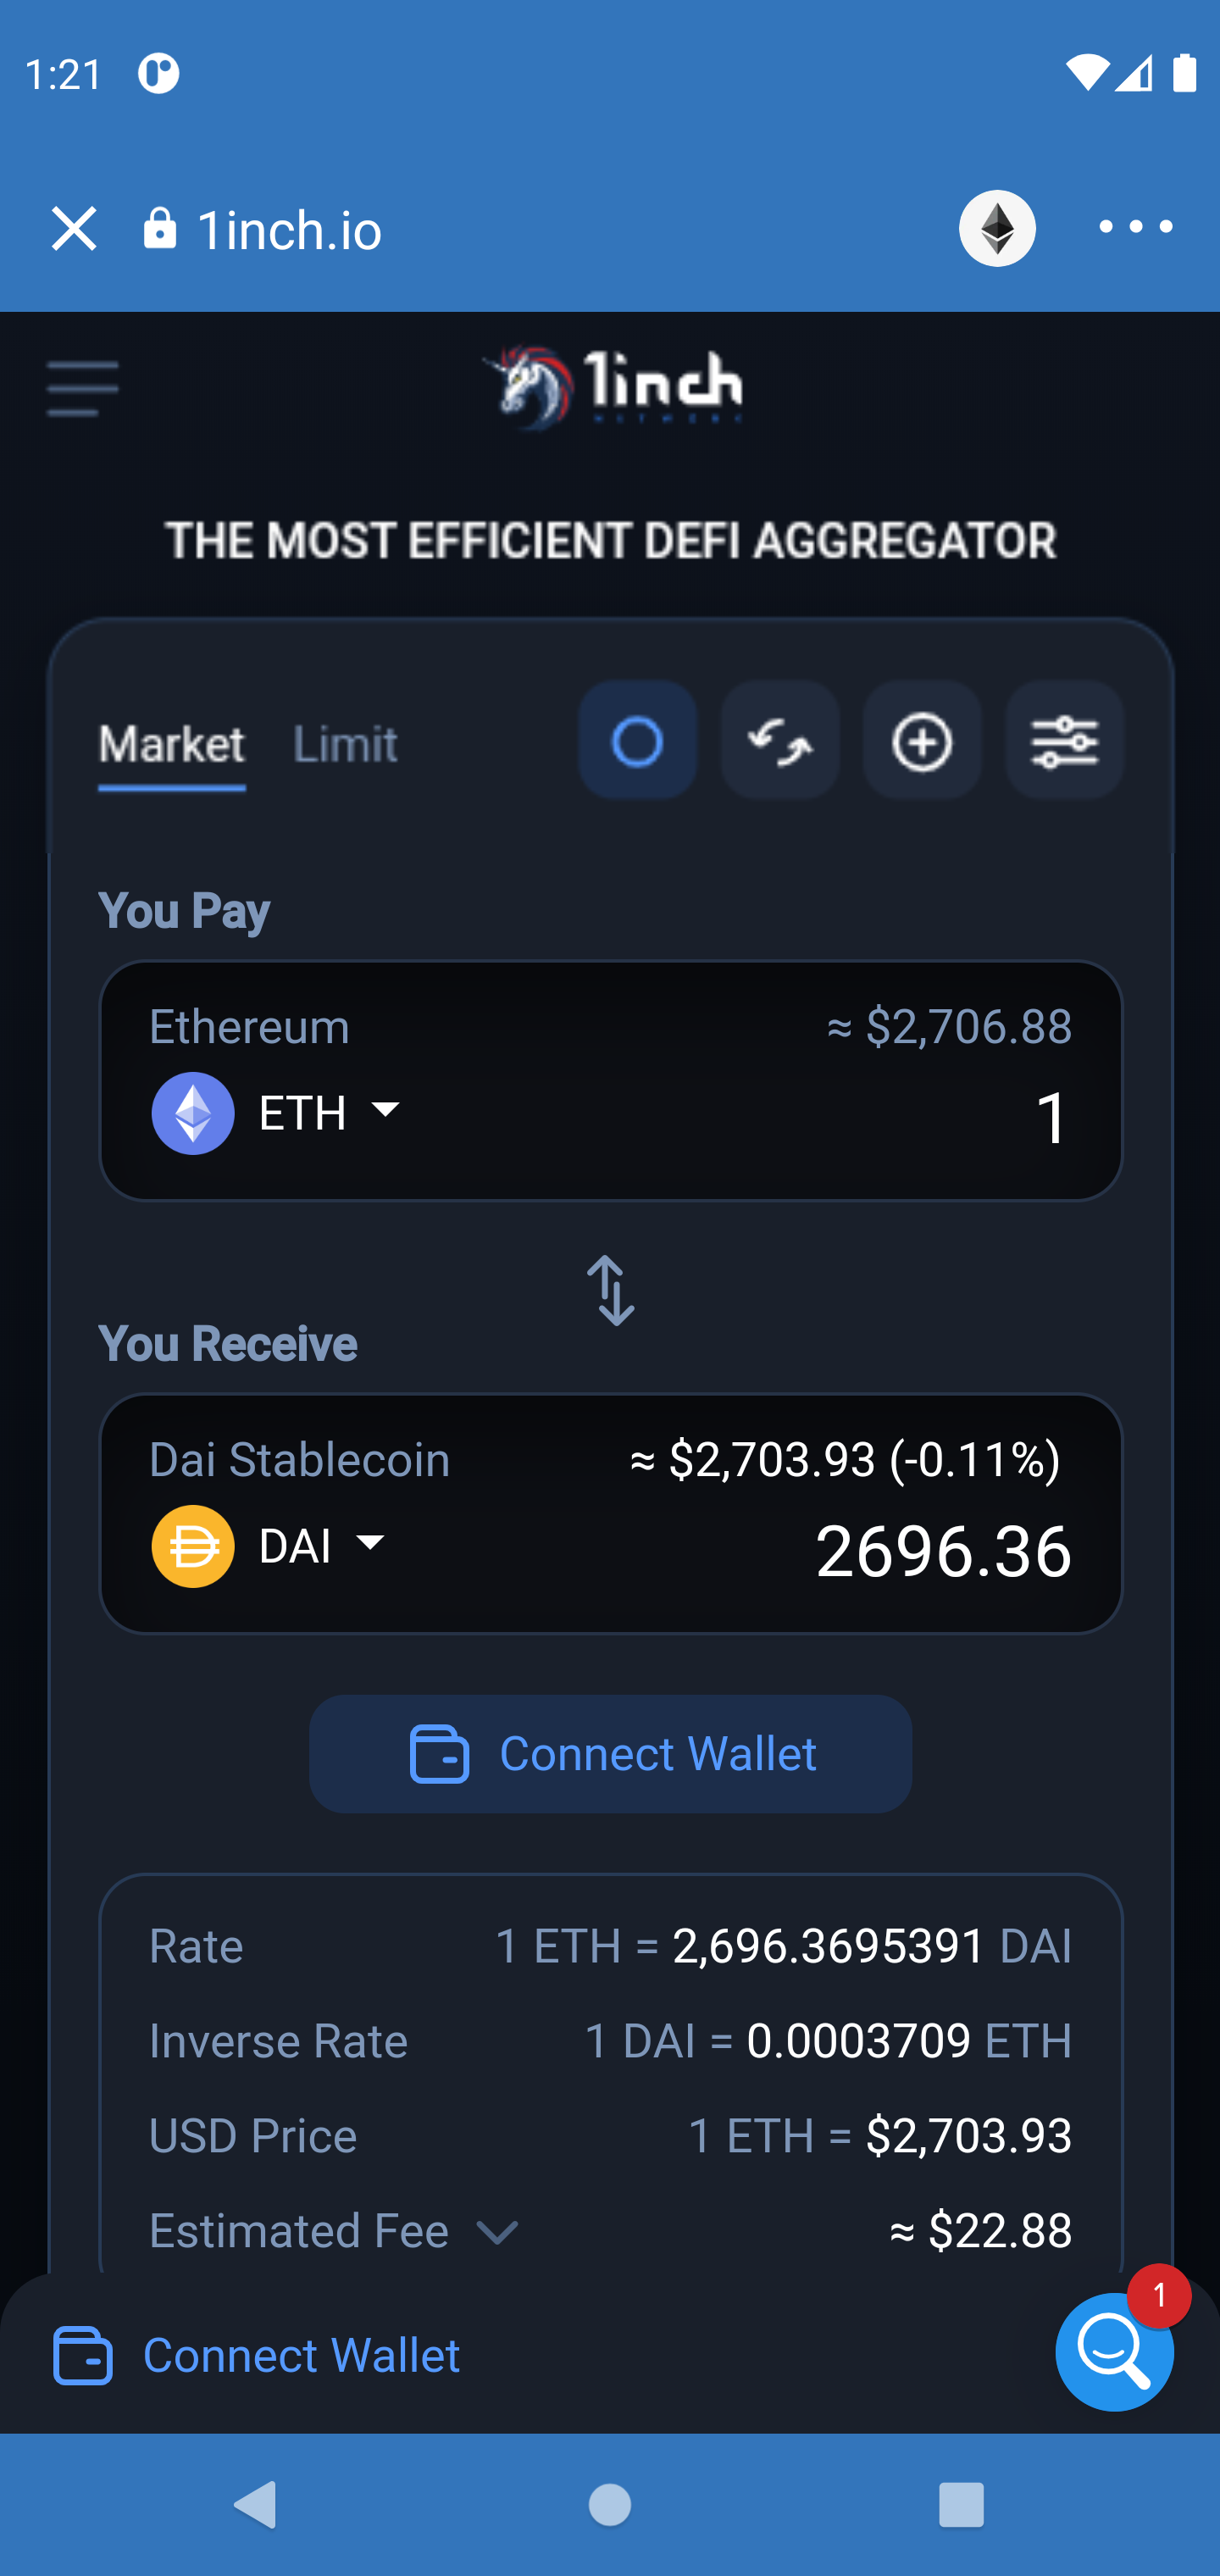 1:21
1inch.io
1inch
NETWORK
THE MOST EFFICIENT DEFI AGGREGATOR
Market Limit
You Pay
Ethereum ≈ $2,706.88
ETH 1
You Receive
Dai Stablecoin ≈ $2,703.93 (-0.11%)
DAI 2696.36
Connect Wallet
Rate 1 ETH = 2,696.3695391 DAI
Inverse Rate 1 DAI = 0.0003709 ETH
USD Price 1 ETH = $2,703.93
Estimated Fee ≈ $22.88
1
Connect Wallet